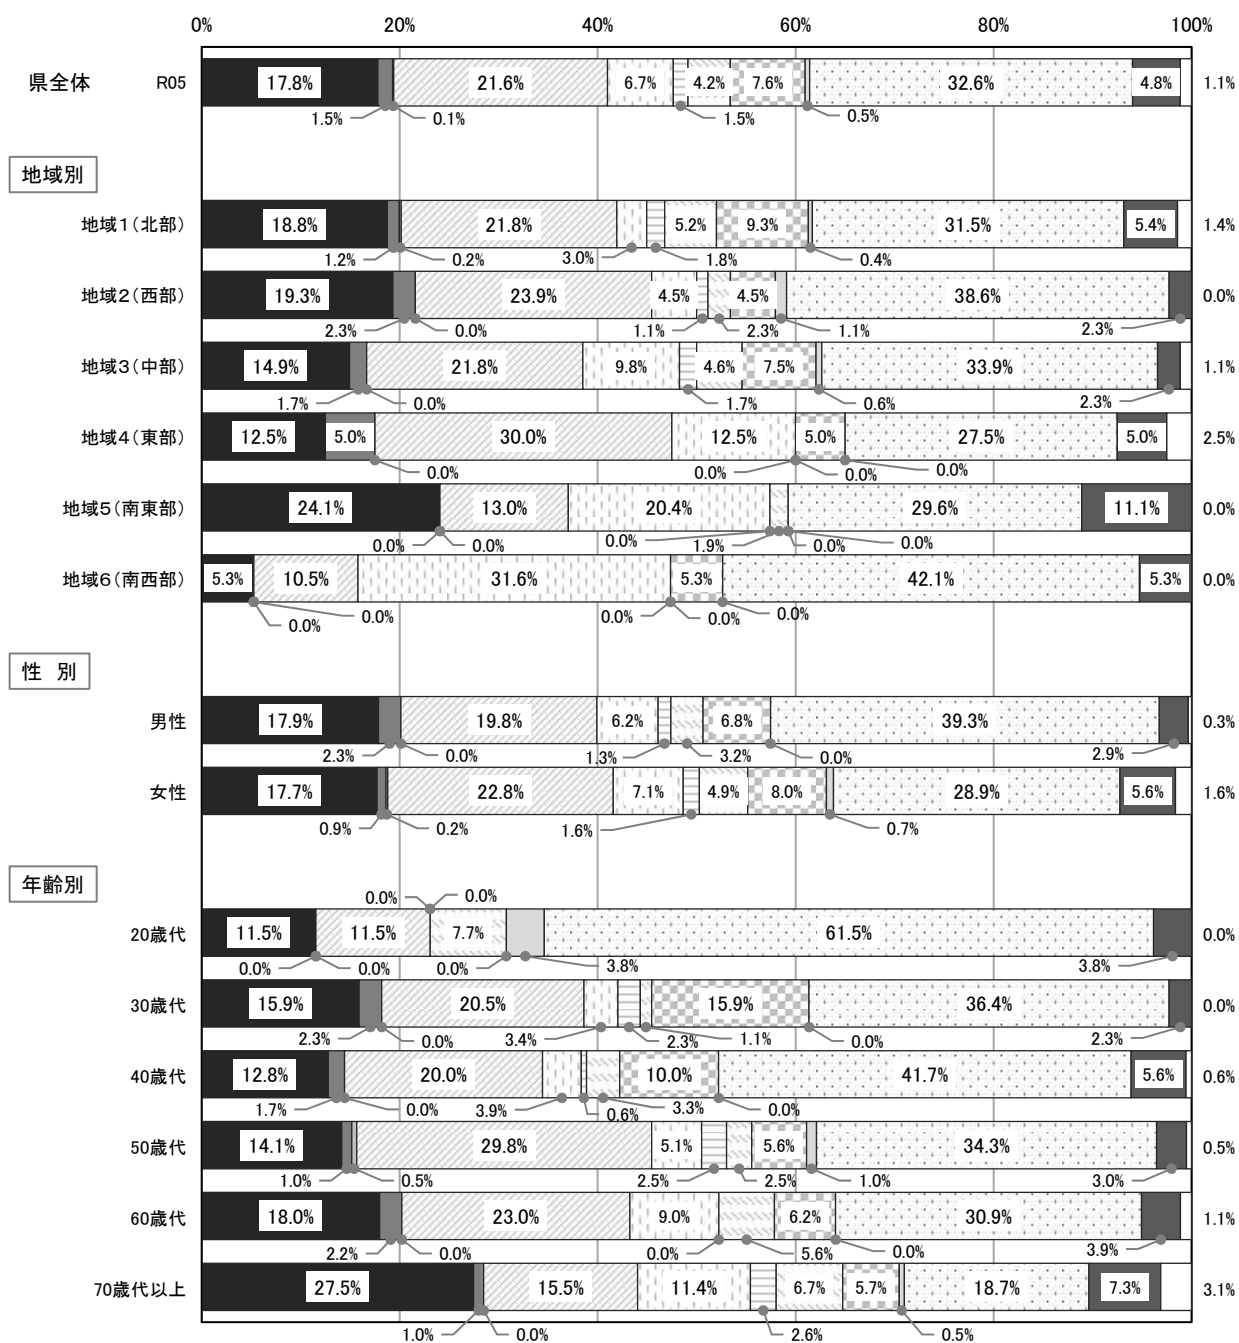 0% 20% 40% 60% 80% 100%
県全体 R05 17.8% 21.6% 6.7% 4.2% 7.6% 32.6% 4.8% 1.1%
1.5% 0.1% 1.5% 0.5%
地域別
地域1(北部) 18.8% 21.8% 5.2% 9.3% 31.5% 5.4% 1.4%
1.2% 0.2% 3.0% 1.8% 0.4%
地域2(西部) 19.3% 23.9% 4.5% 4.5% 38.6% 0.0%
2.3% 0.0% 1.1% 2.3% 1.1% 2.3%
地域3(中部) 14.9% 21.8% 9.8% 4.6% 7.5% 33.9% 1.1%
1.7% 0.0% 1.7% 0.6% 2.3%
地域4(東部) 12.5% 5.0% 30.0% 12.5% 5.0% 27.5% 5.0% 2.5%
0.0% 0.0% 0.0% 0.0%
地域5(南東部) 24.1% 13.0% 20.4% 29.6% 11.1% 0.0%
0.0% 0.0% 0.0% 1.9% 0.0% 0.0%
地域6(南西部) 5.3% 10.5% 31.6% 5.3% 42.1% 5.3% 0.0%
0.0% 0.0% 0.0% 0.0% 0.0%
性 別
男性 17.9% 19.8% 6.2% 6.8% 39.3% 0.3%
2.3% 0.0% 1.3% 3.2% 0.0% 2.9%
女性 17.7% 22.8% 7.1% 4.9% 8.0% 28.9% 5.6% 1.6%
0.9% 0.2% 1.6% 0.7%
年齢別
0.0% 0.0%
20歳代 11.5% 11.5% 7.7% 61.5% 0.0%
0.0% 0.0% 0.0% 3.8% 3.8%
30歳代 15.9% 20.5% 15.9% 36.4% 0.0%
2.3% 0.0% 3.4% 2.3% 1.1% 0.0% 2.3%
40歳代 12.8% 20.0% 10.0% 41.7% 5.6% 0.6%
1.7% 0.0% 3.9% 0.6% 3.3% 0.0%
50歳代 14.1% 29.8% 5.1% 5.6% 34.3% 0.5%
1.0% 0.5% 2.5% 2.5% 1.0% 3.0%
60歳代 18.0% 23.0% 9.0% 6.2% 30.9% 1.1%
2.2% 0.0% 0.0% 5.6% 0.0% 3.9%
70歳代以上 27.5% 15.5% 11.4% 6.7% 5.7% 18.7% 7.3% 3.1%
1.0% 0.0% 2.6% 0.5%